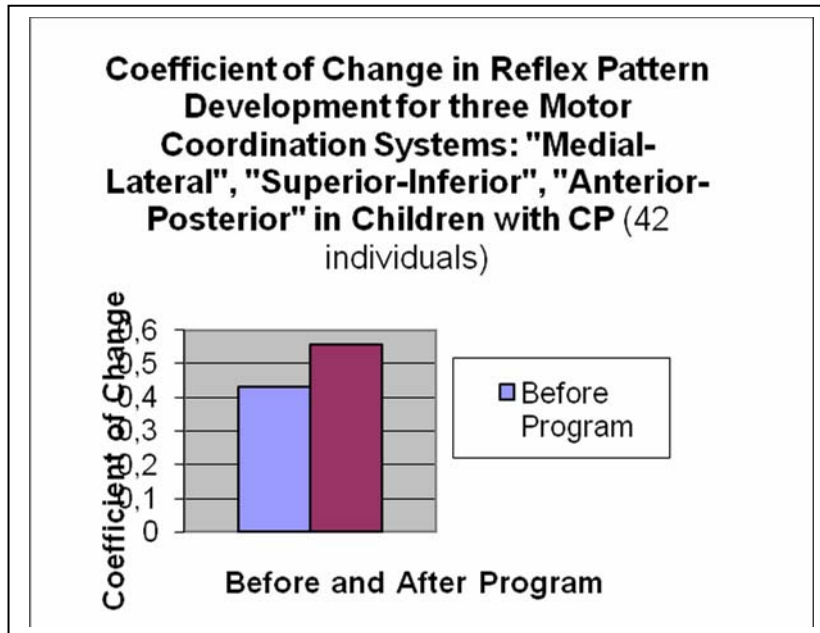 Coefficient of Change in Reflex Pattern
Development for three Motor
Coordination Systems: "Medial-
Lateral", "Superior-Inferior", "Anterior-
Posterior" in Children with CP (42
individuals)
Coefficient of Change
0,6
0,5
0,4
0,3
0,2
0,1
0
Before
Program
Before and After Program